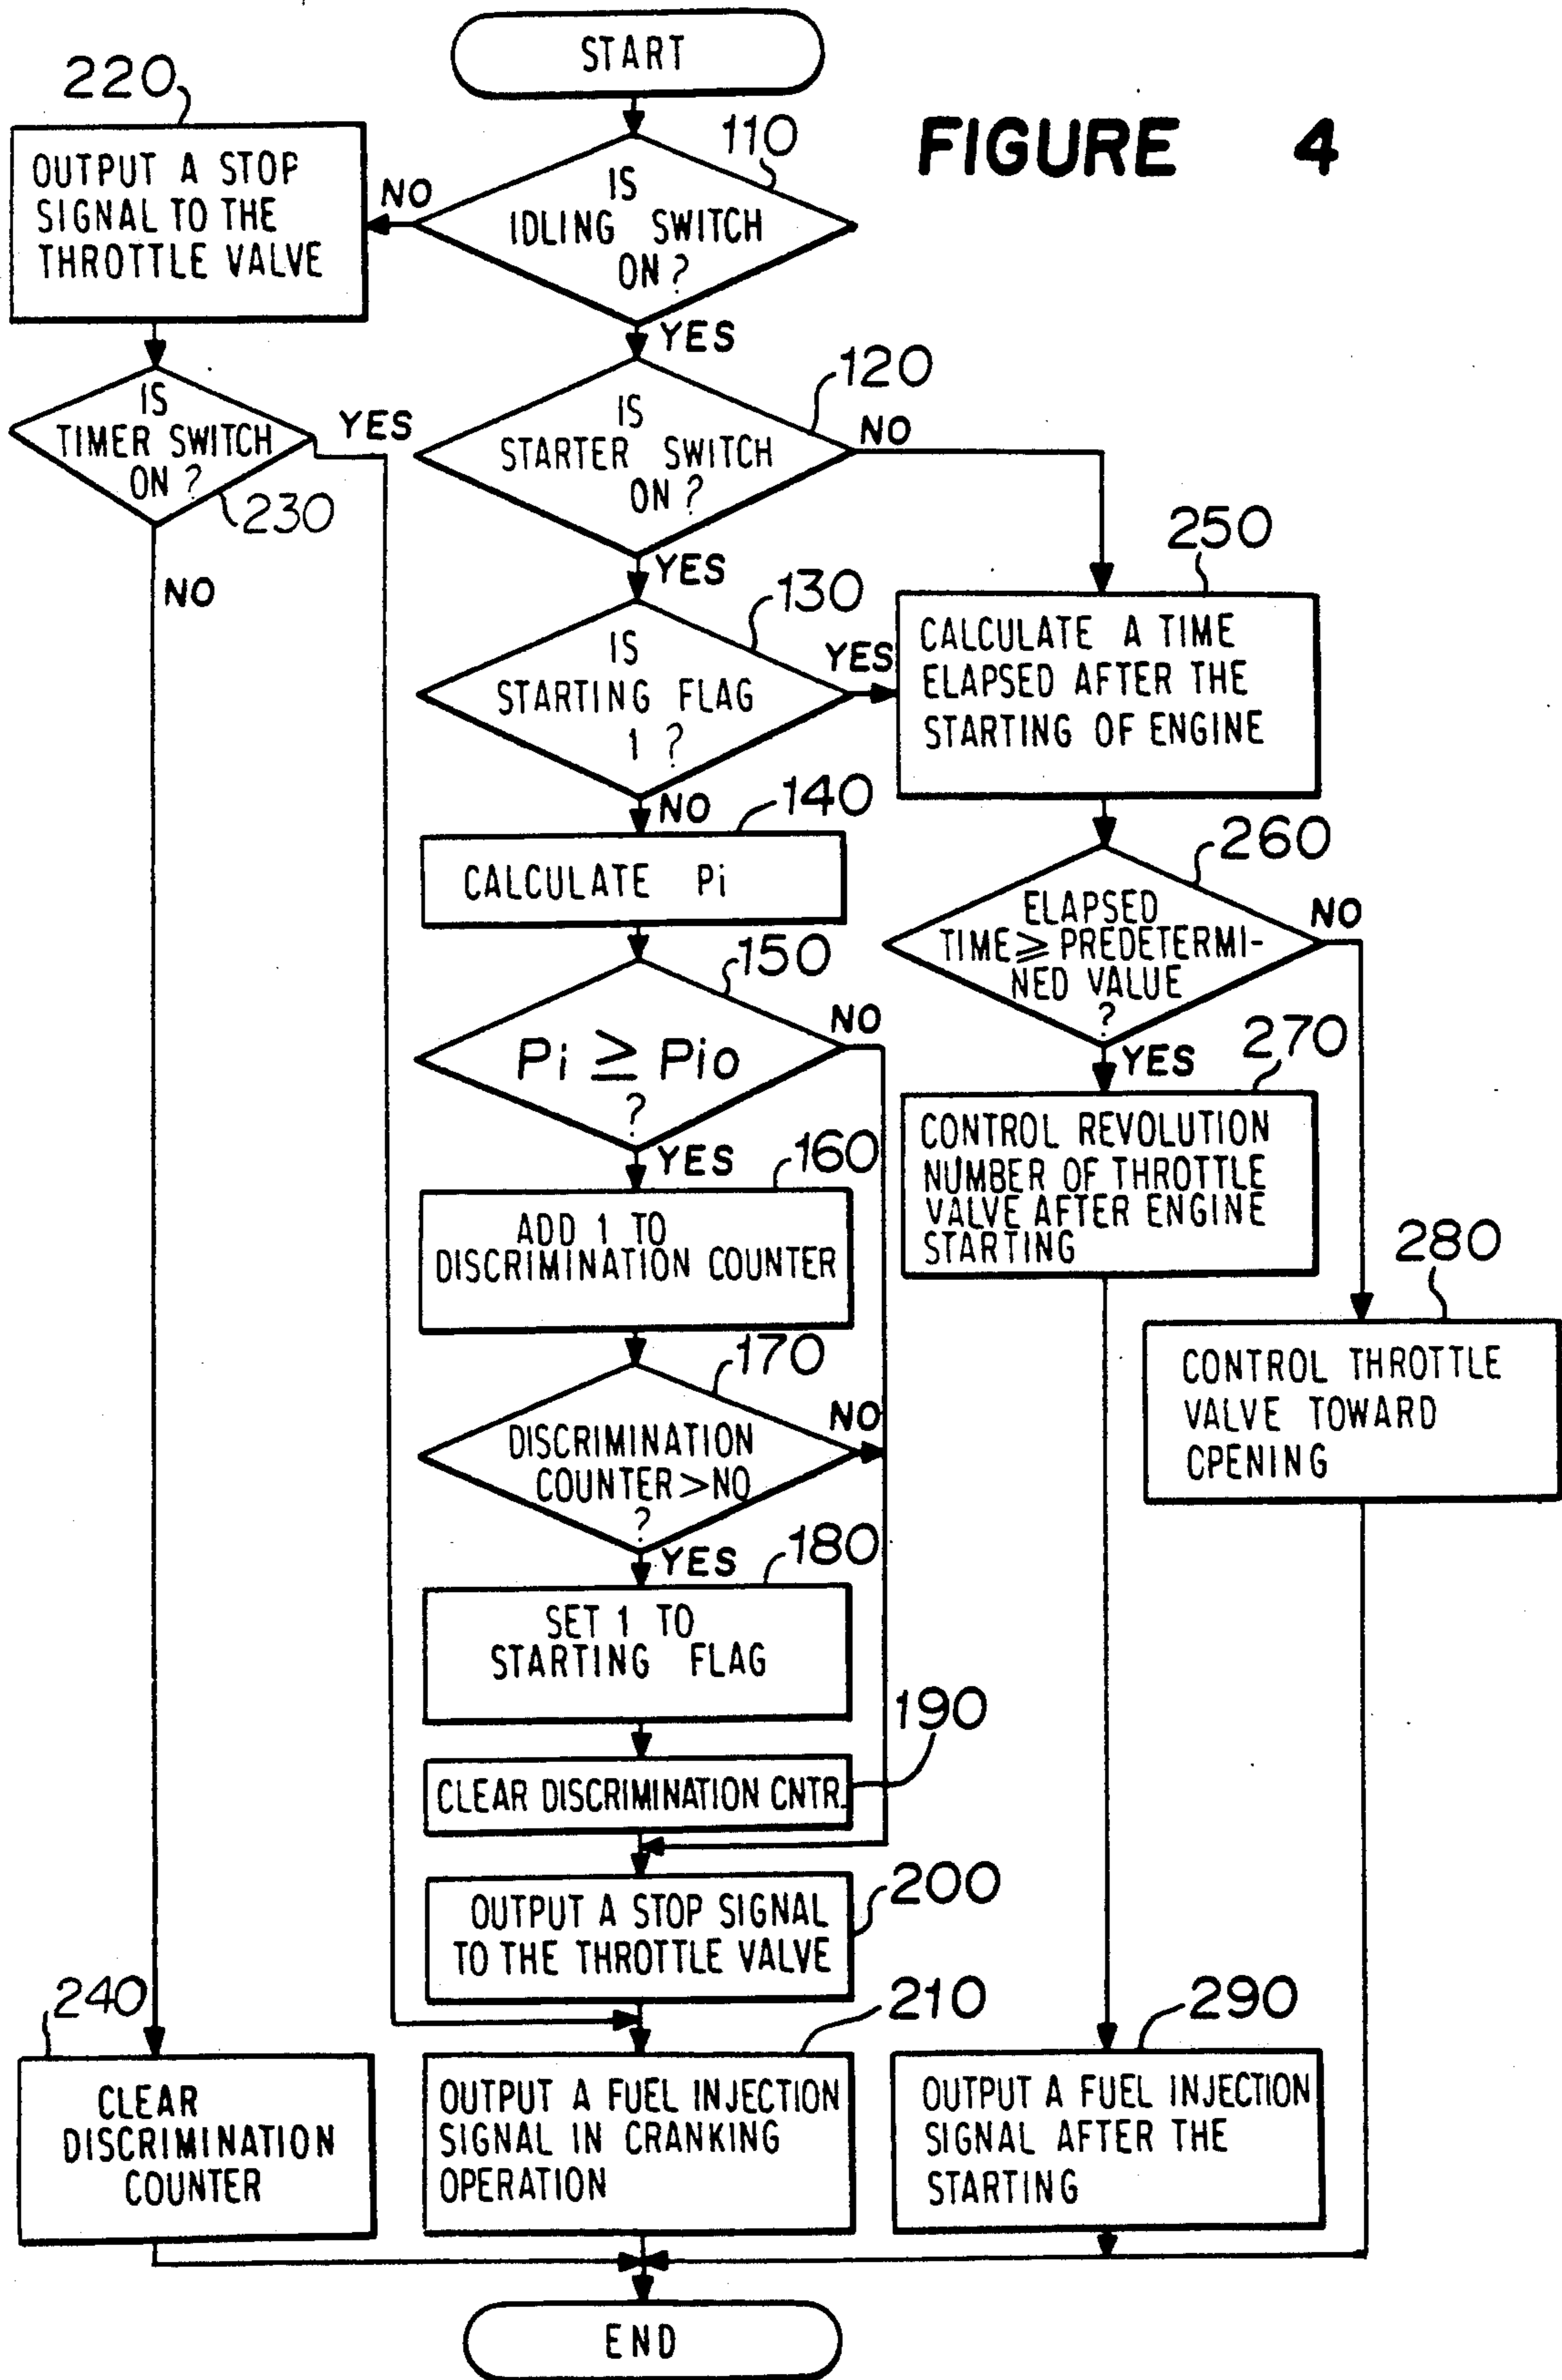 START
FIGURE 4
220
OUTPUT A STOP
SIGNAL TO THE
THROTTLE VALVE
NO
110
IS
IDLING SWITCH
ON ?
YES
120
IS
STARTER SWITCH
ON ?
NO
IS
TIMER SWITCH
ON ?
YES
230
NO
YES
130
IS
STARTING FLAG
1 ?
YES
250
CALCULATE A TIME
ELAPSED AFTER THE
STARTING OF ENGINE
NO
140
CALCULATE Pi
260
ELAPSED
TIME ≥ PREDETERMI-
NED VALUE
?
NO
150
Pi ≥ Pio
?
NO
YES
270
CONTROL REVOLUTION
NUMBER OF THROTTLE
VALVE AFTER ENGINE
STARTING
YES
160
ADD 1 TO
DISCRIMINATION COUNTER
280
CONTROL THROTTLE
VALVE TOWARD
CPENING
170
DISCRIMINATION
COUNTER > NO
?
NO
YES
180
SET 1 TO
STARTING FLAG
190
CLEAR DISCRIMINATION CNTR.
200
OUTPUT A STOP SIGNAL
TO THE THROTTLE VALVE
240
CLEAR
DISCRIMINATION
COUNTER
210
OUTPUT A FUEL INJECTION
SIGNAL IN CRANKING
OPERATION
290
OUTPUT A FUEL INJECTION
SIGNAL AFTER THE
STARTING
END